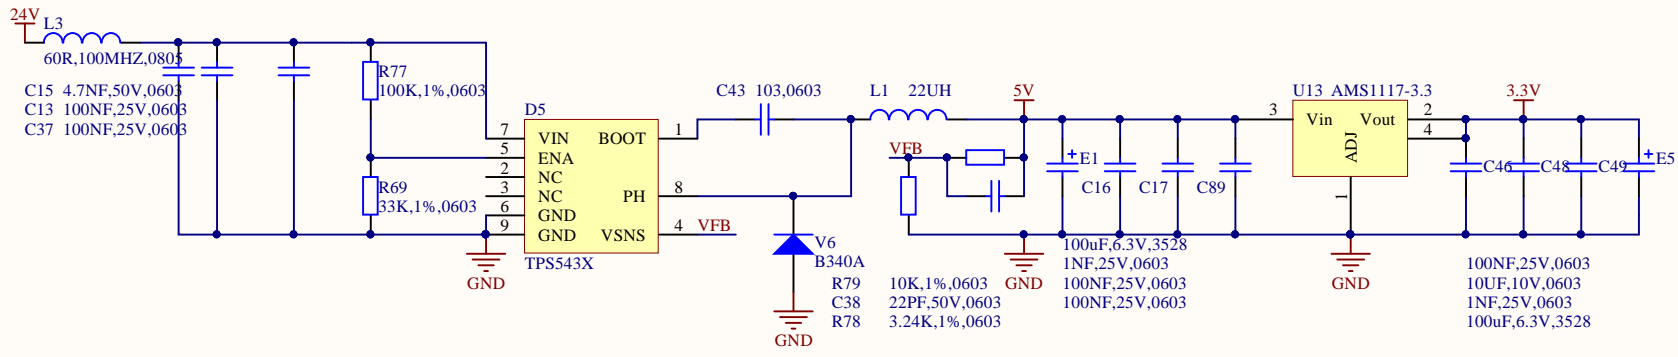 24V
L3
60R,100MHZ,0805
C15 4.7NF,50V,0603
C13 100NF,25V,0603
C37 100NF,25V,0603
R77
100K,1%,0603
R69
33K,1%,0603
D5
7 VIN BOOT 1
5 ENA
2 NC
3 NC PH 8
6 GND
9 GND VSNS 4 VFB
TPS543X
GND
C43 103,0603
L1 22UH
5V
VFB
V6
B340A
GND
R79 10K,1%,0603
C38 22PF,50V,0603
R78 3.24K,1%,0603
GND
+ E1
C16
C17
C89
100uF,6.3V,3528
1NF,25V,0603
100NF,25V,0603
100NF,25V,0603
U13 AMS1117-3.3
3 Vin Vout 2
4
ADJ
1
GND
3.3V
C46
C48
C49
+ E5
100NF,25V,0603
10UF,10V,0603
1NF,25V,0603
100uF,6.3V,3528